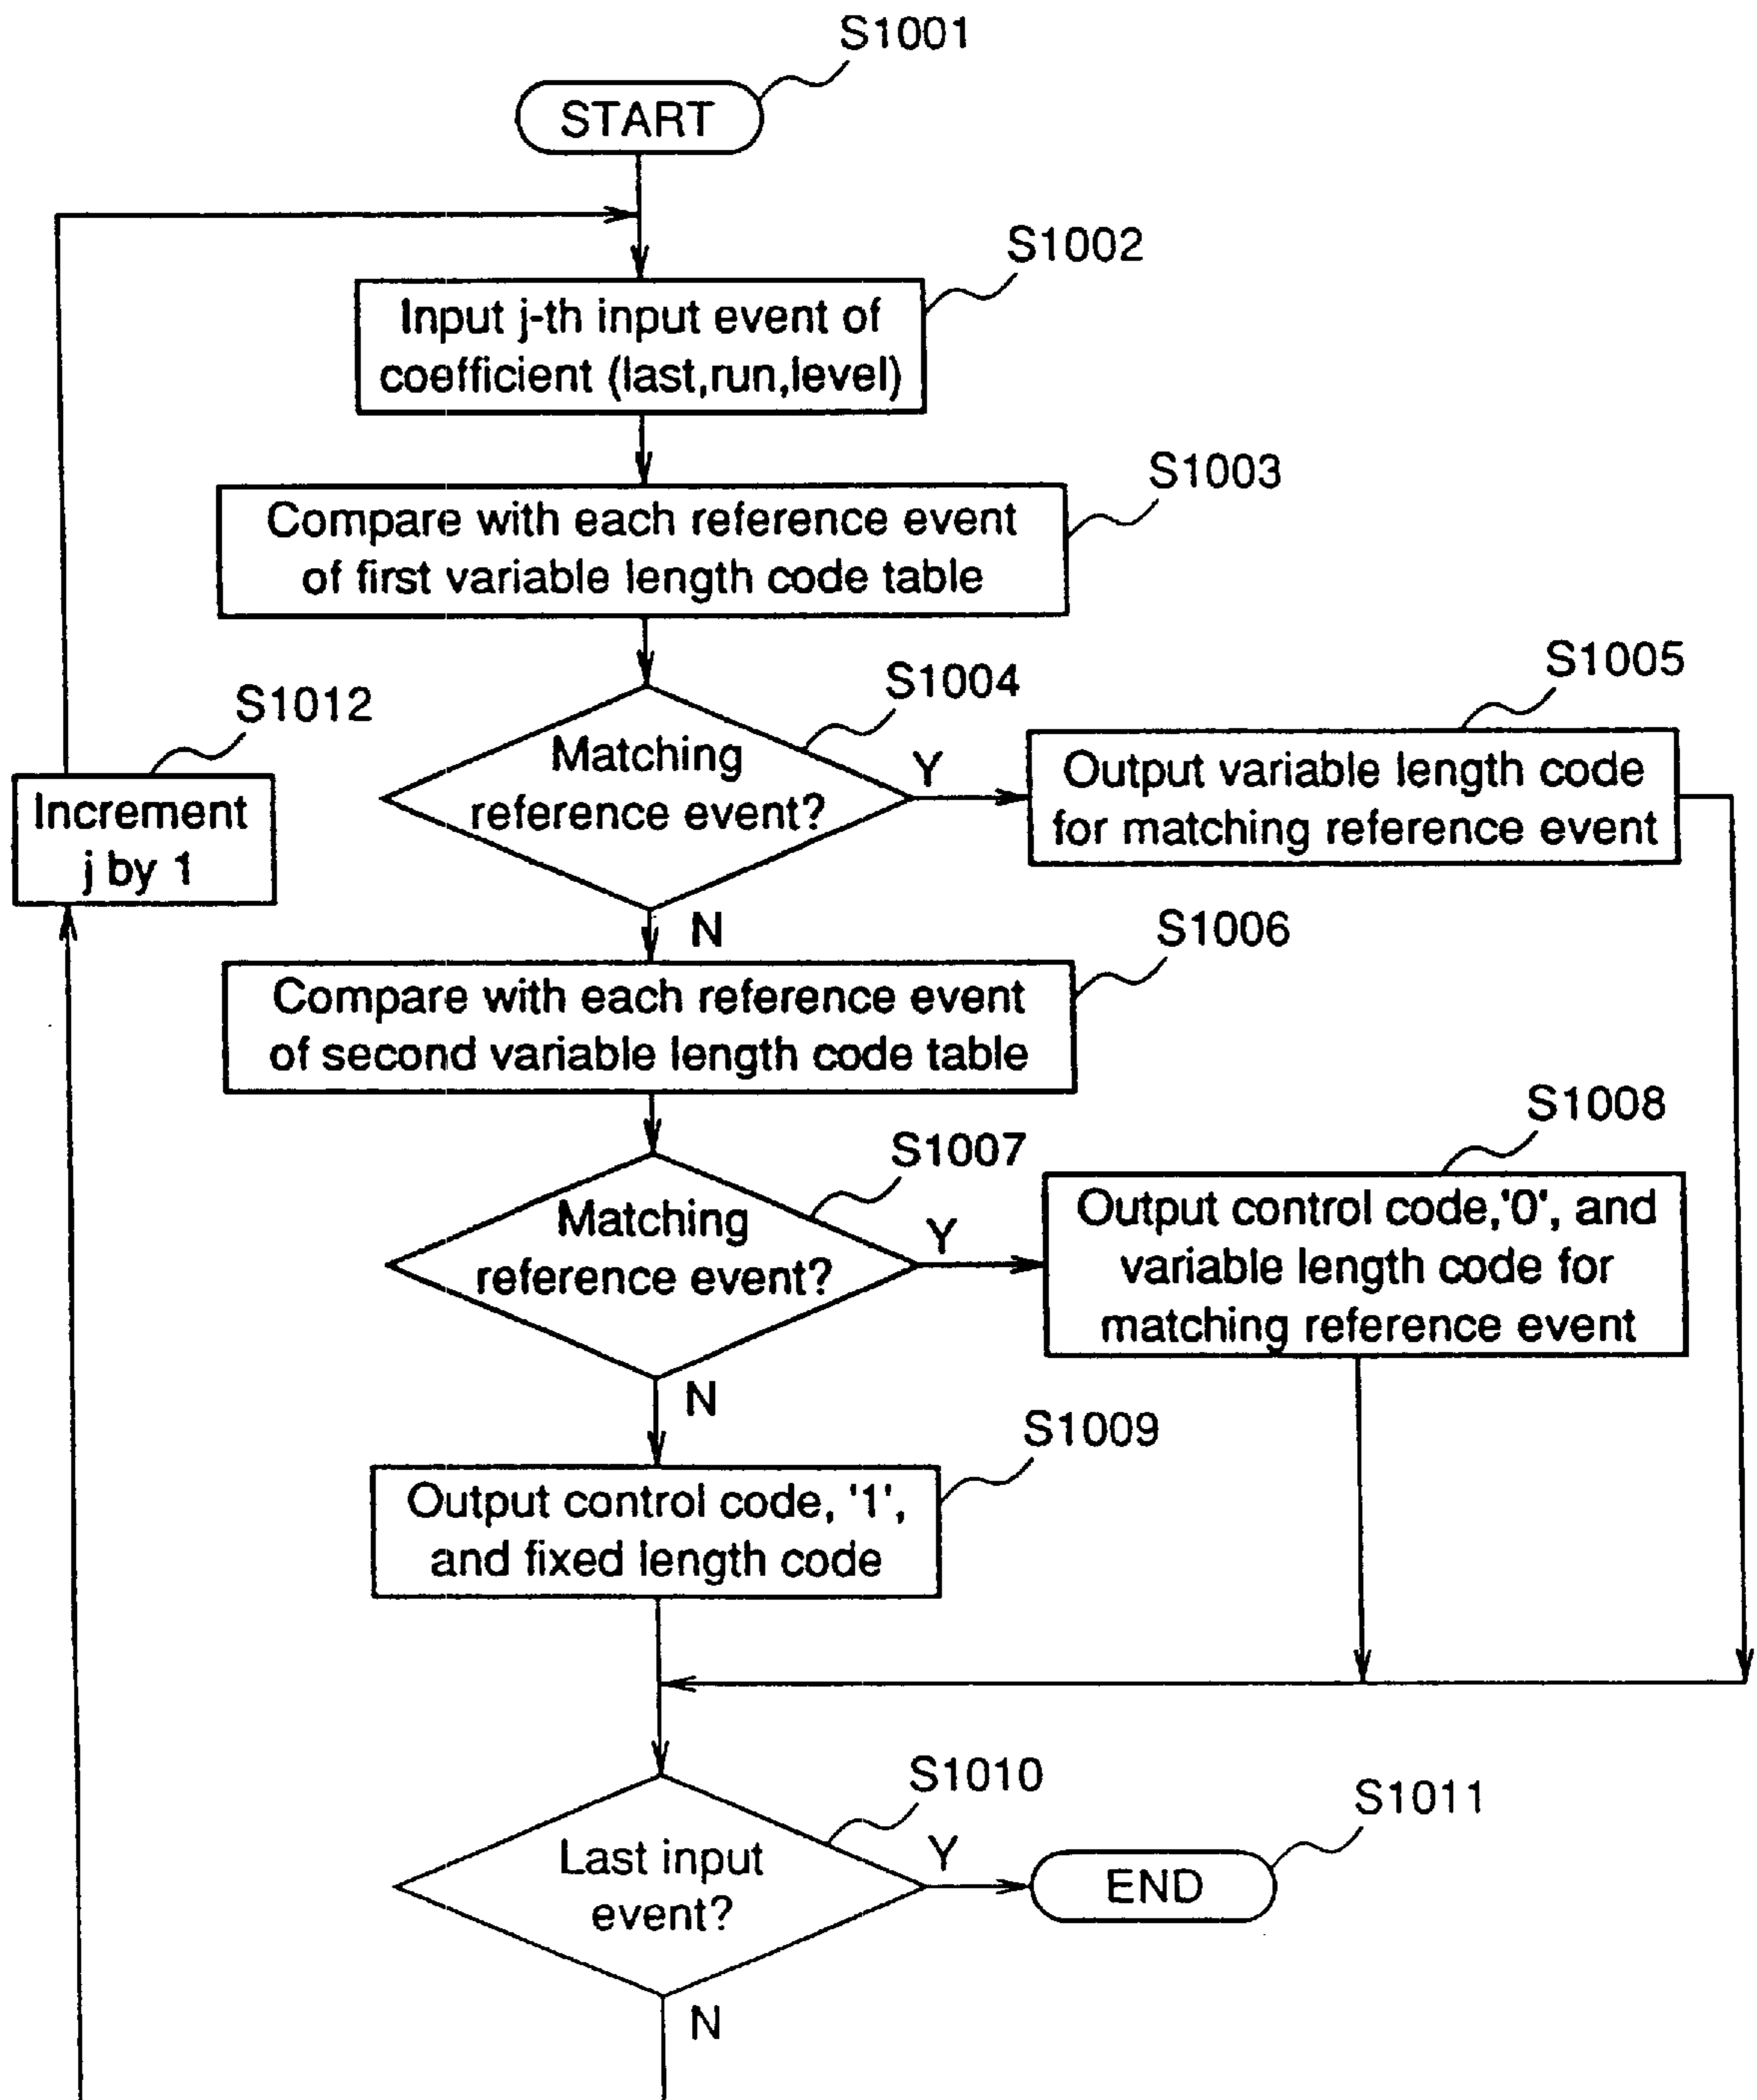 S1001
START
S1002
Input j-th input event of
coefficient (last,run,level)
S1003
Compare with each reference event
of first variable length code table
S1004
Matching
reference event?
Y
S1005
Output variable length code
for matching reference event
S1012
Increment
j by 1
N
S1006
Compare with each reference event
of second variable length code table
S1007
Matching
reference event?
Y
S1008
Output control code,'0', and
variable length code for
matching reference event
N
S1009
Output control code, '1',
and fixed length code
S1010
Last input
event?
Y
S1011
END
N